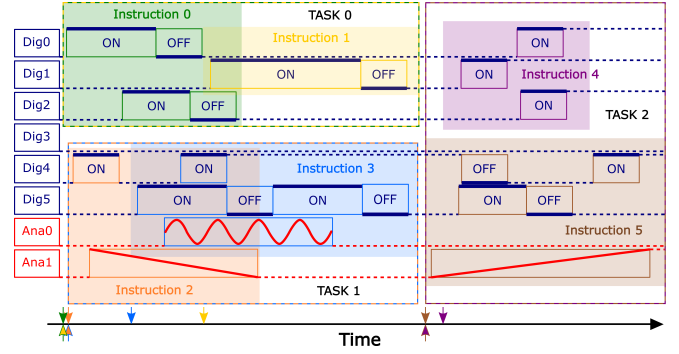 Instruction 0 TASK 0
Dig0 ON OFF ON
Instruction 1
Dig1 ON OFF ON Instruction 4
Dig2 ON OFF ON
TASK 2
Dig3
Dig4 ON ON Instruction 3 OFF ON
Dig5 ON OFF ON OFF ON OFF
Ana0 Instruction 5
Ana1
Instruction 2 TASK 1
Time